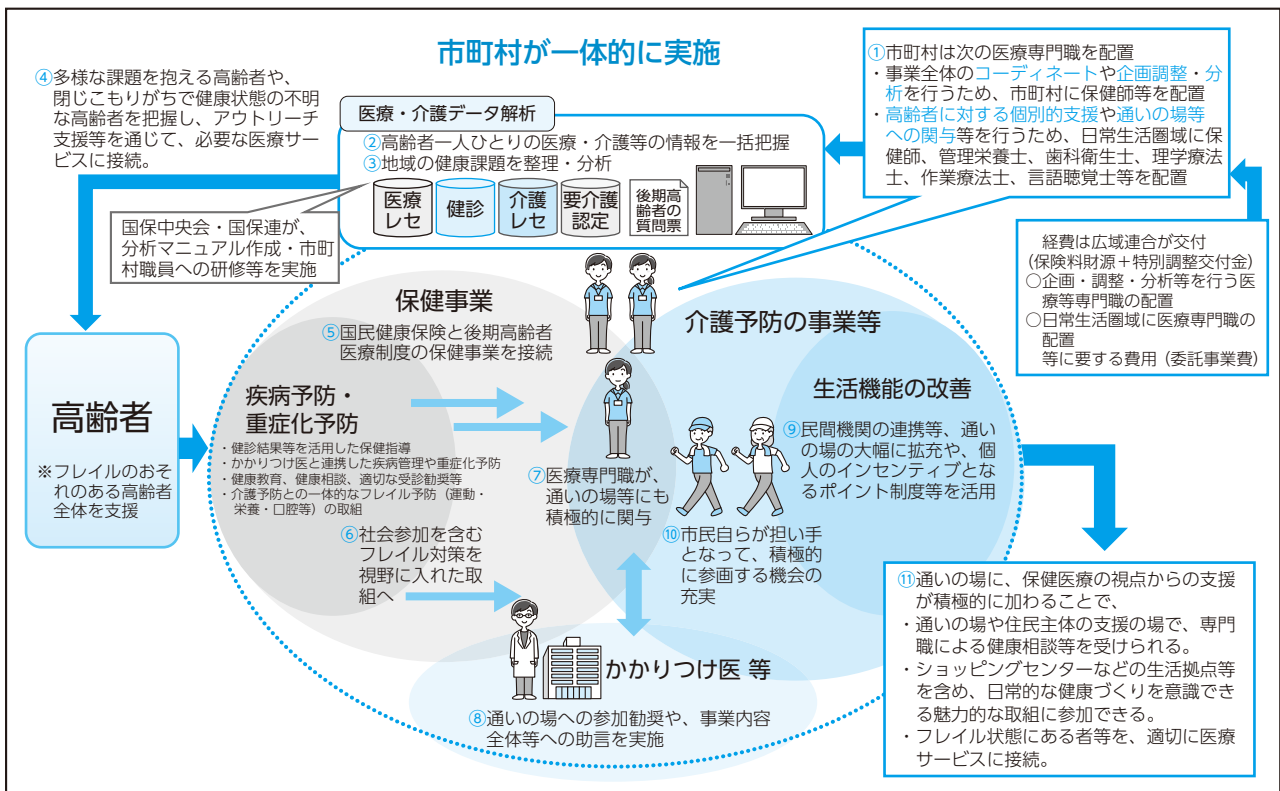 市町村が一体的に実施
①市町村は次の医療専門職を配置
・事業全体のコーディネートや企画調整・分
析を行うため、市町村に保健師等を配置
・高齢者に対する個別的支援や通いの場等
への関与等を行うため、日常生活圏域に保
健師、管理栄養士、歯科衛生士、理学療法
士、作業療法士、言語聴覚士等を配置
④多様な課題を抱える高齢者や、
閉じこもりがちで健康状態の不明
な高齢者を把握し、アウトリーチ
支援等を通じて、必要な医療サー
ビスに接続。
医療・介護データ解析
②高齢者一人ひとりの医療・介護等の情報を一括把握
③地域の健康課題を整理・分析
医療
レセ
健診
介護
レセ
要介護
認定
後期高
齢者の
質問票
国保中央会・国保連が、
分析マニュアル作成・市町
村職員への研修等を実施
経費は広域連合が交付
（保険料財源＋特別調整交付金）
○企画・調整・分析等を行う医
療等専門職の配置
○日常生活圏域に医療専門職の
配置
等に要する費用（委託事業費）
保健事業
⑤国民健康保険と後期高齢者
医療制度の保健事業を接続
介護予防の事業等
高齢者
※フレイルのおそ
れのある高齢者
全体を支援
疾病予防・
重症化予防
・健診結果等を活用した保健指導
・かかりつけ医と連携した疾病管理や重症化予防
・健康教育、健康相談、適切な受診勧奨等
・介護予防との一体的なフレイル予防（運動・
栄養・口腔等）の取組
⑥社会参加を含む
フレイル対策を
視野に入れた取
組へ
⑦医療専門職が、
通いの場等にも
積極的に関与
生活機能の改善
⑨民間機関の連携等、通い
の場の大幅に拡充や、個
人のインセンティブとな
るポイント制度等を活用
⑩市民自らが担い手
となって、積極的
に参画する機会の
充実
かかりつけ医 等
⑧通いの場への参加勧奨や、事業内容
全体等への助言を実施
⑪通いの場に、保健医療の視点からの支援
が積極的に加わることで、
・通いの場や住民主体の支援の場で、専門
職による健康相談等を受けられる。
・ショッピングセンターなどの生活拠点等
を含め、日常的な健康づくりを意識できる
魅力的な取組に参加できる。
・フレイル状態にある者等を、適切に医療
サービスに接続。